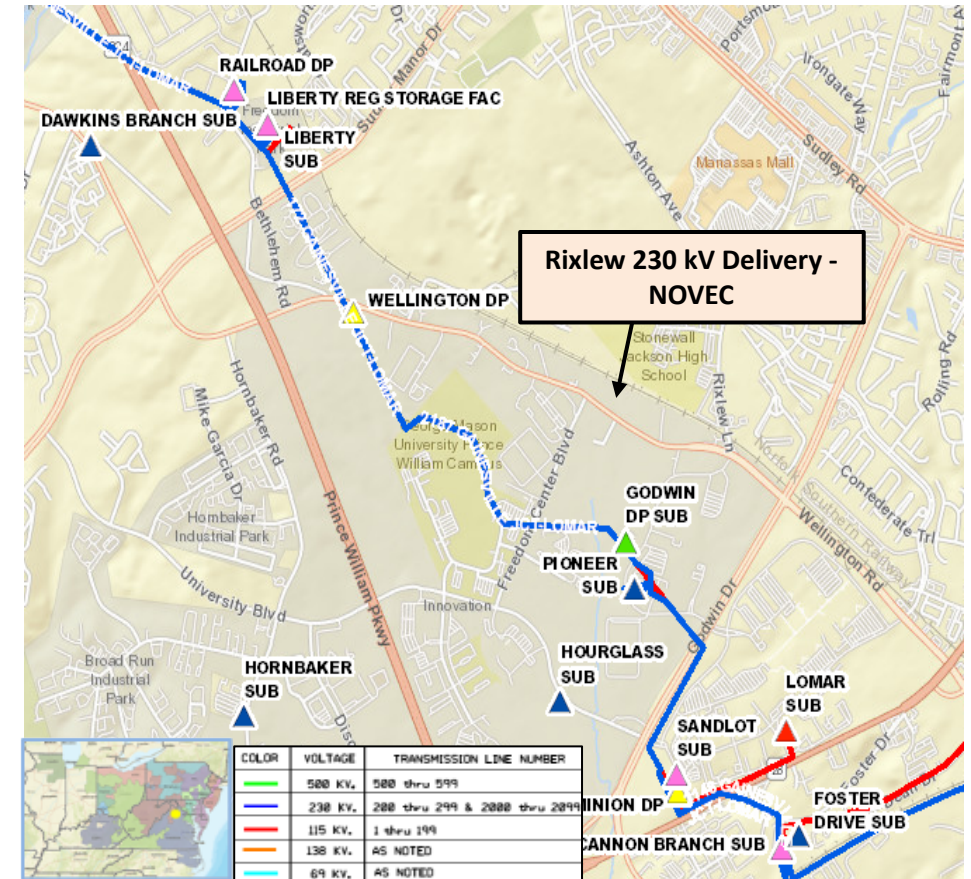 RAILROAD DP
LIBERTY REG STORAGE FAC
DAWKINS BRANCH SUB
LIBERTY
SUB
Sudley Manor Dr
Ashton Ave
Portsmouth
Irongate Way
Fairmont A
Manassas Mall
Sudley Rd
Bethlehem Rd
WELLINGTON DP
Rixlew 230 kV Delivery -
NOVEC
Stonewall
Jackson High
School
Rixlew Ln
Rolling Rd
Hornbaker Rd
Mike Garcia Dr
George Mason
University Prince
William Campus
Freedom Center Blvd
Norfolk Southern Railway
Confederate Trl
Wellington Rd
GODWIN
DP SUB
PIONEER
SUB
Godwin Dr
Hornbaker
Industrial Park
University Blvd
Prince William Pkwy
Innovation
Broad Run
Industrial
Park
HORNBAKER
SUB
HOURGLASS
SUB
LOMAR
SUB
SANDLOT
SUB
Foster Dr
INION DP
FOSTER
DRIVE SUB
CANNON BRANCH SUB
COLOR VOLTAGE TRANSMISSION LINE NUMBER
500 KV. 500 thru 599
230 KV. 200 thru 299 & 2000 thru 2099
115 KV. 1 thru 199
138 KV. AS NOTED
69 KV. AS NOTED